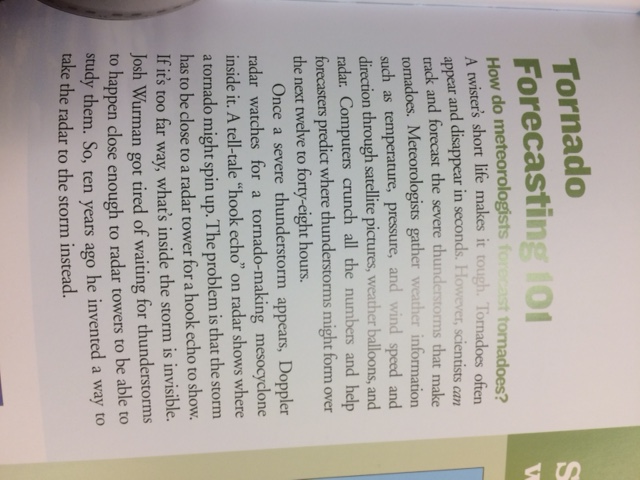 Tornado
Forecasting 101
How do meteorologists forecast tornadoes?
A twister's short life makes it tough. Tornadoes often
appear and disappear in seconds. However, scientists can
track and forecast the severe thunderstorms that make
tornadoes. Meteorologists gather weather information
such as temperature, pressure, and wind speed and
direction through satellite pictures, weather balloons, and
radar. Computers crunch all the numbers and help
forecasters predict where thunderstorms might form over
the next twelve to forty-eight hours.
Once a severe thunderstorm appears, Doppler
radar watches for a tornado-making mesocyclone
inside it. A tell-tale "hook echo" on radar shows where
a tornado might spin up. The problem is that the storm
has to be close to a radar tower for a hook echo to show.
If it's too far way, what's inside the storm is invisible.
Josh Wurman got tired of waiting for thunderstorms
to happen close enough to radar towers to be able to
study them. So, ten years ago he invented a way to
take the radar to the storm instead.